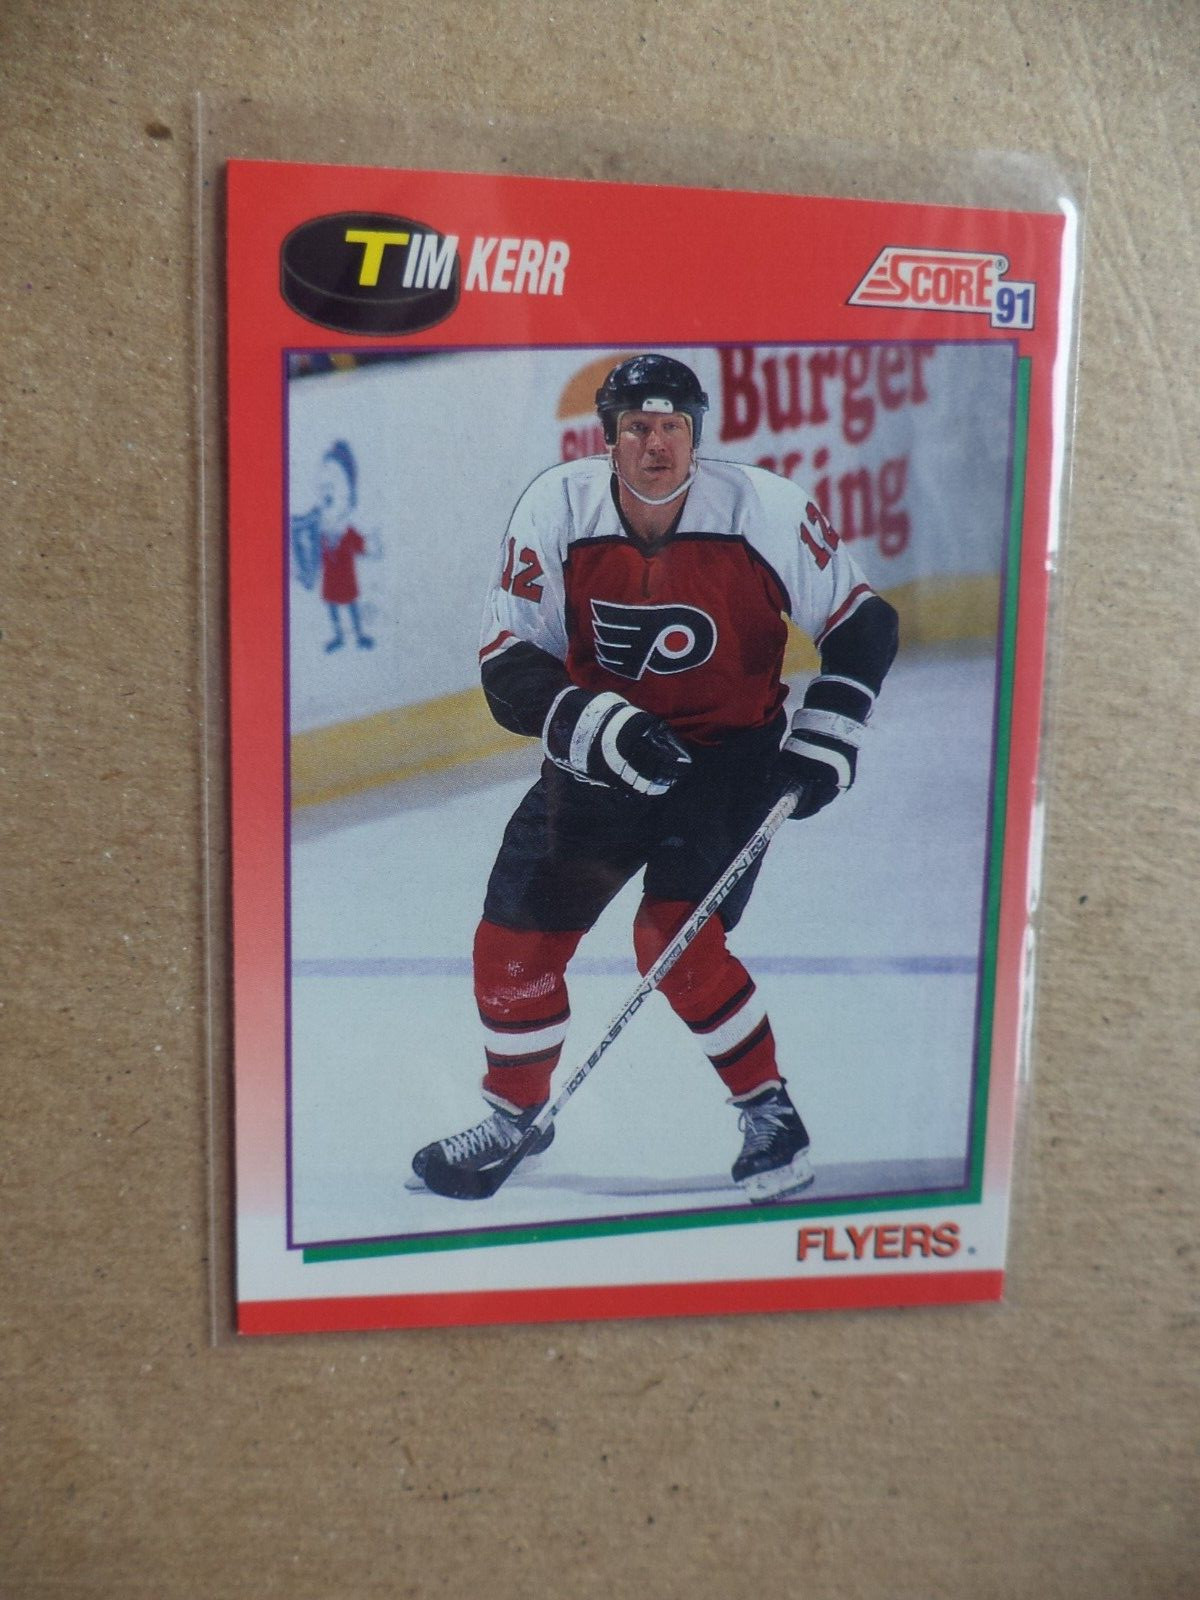 TIM KERR
SCORE®
91
Burger
King
12
12
EASTON
EASTON
FLYERS.